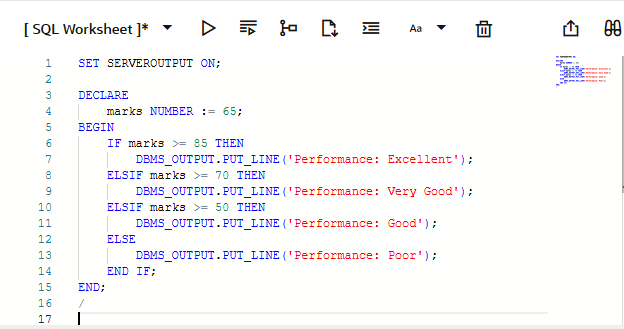 [ SQL Worksheet ]*
Aa
1 SET SERVEROUTPUT ON;
2
3 DECLARE
4     marks NUMBER := 65;
5 BEGIN
6     IF marks >= 85 THEN
7         DBMS_OUTPUT.PUT_LINE('Performance: Excellent');
8     ELSIF marks >= 70 THEN
9         DBMS_OUTPUT.PUT_LINE('Performance: Very Good');
10     ELSIF marks >= 50 THEN
11         DBMS_OUTPUT.PUT_LINE('Performance: Good');
12     ELSE
13         DBMS_OUTPUT.PUT_LINE('Performance: Poor');
14     END IF;
15 END;
16 /
17